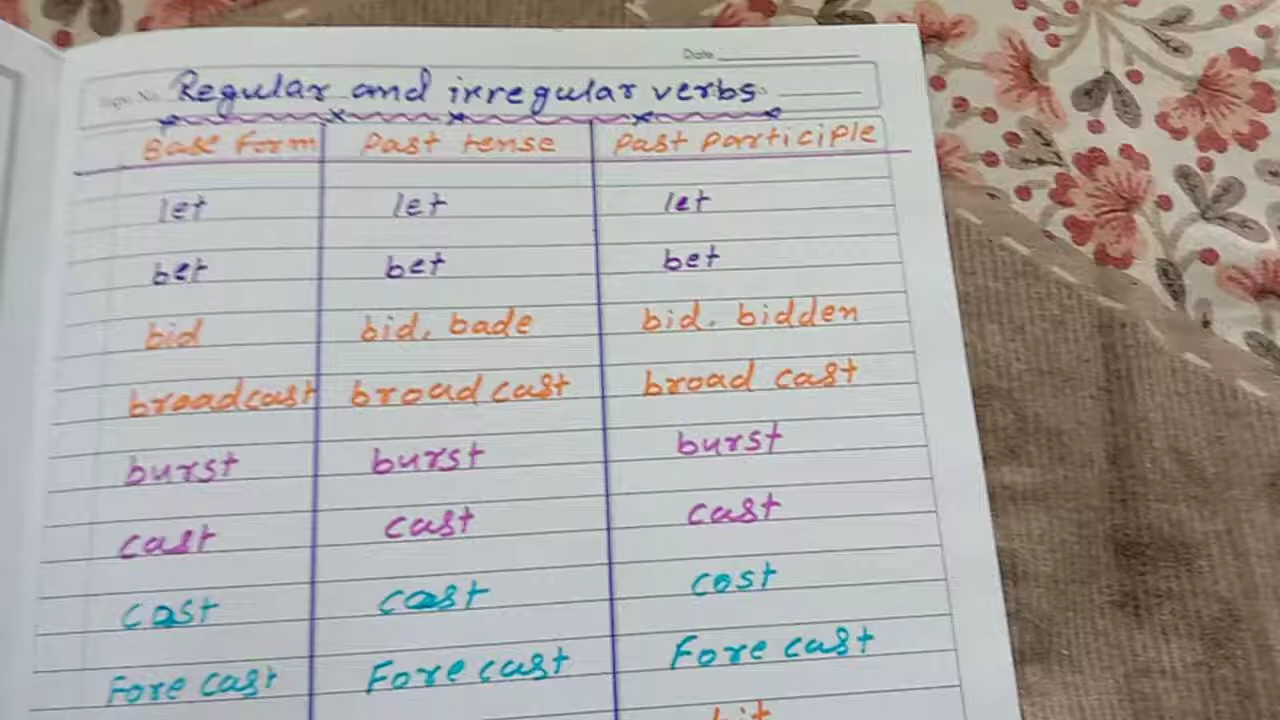 Date
Regular and irregular verbs
Base Form Past tense Past participle
let let let
bet bet bet
bid bid, bade bid, bidden
broadcast broad cast broad cast
burst burst burst
cast cast cast
cost cost cost
Fore cast Fore cast Fore cast